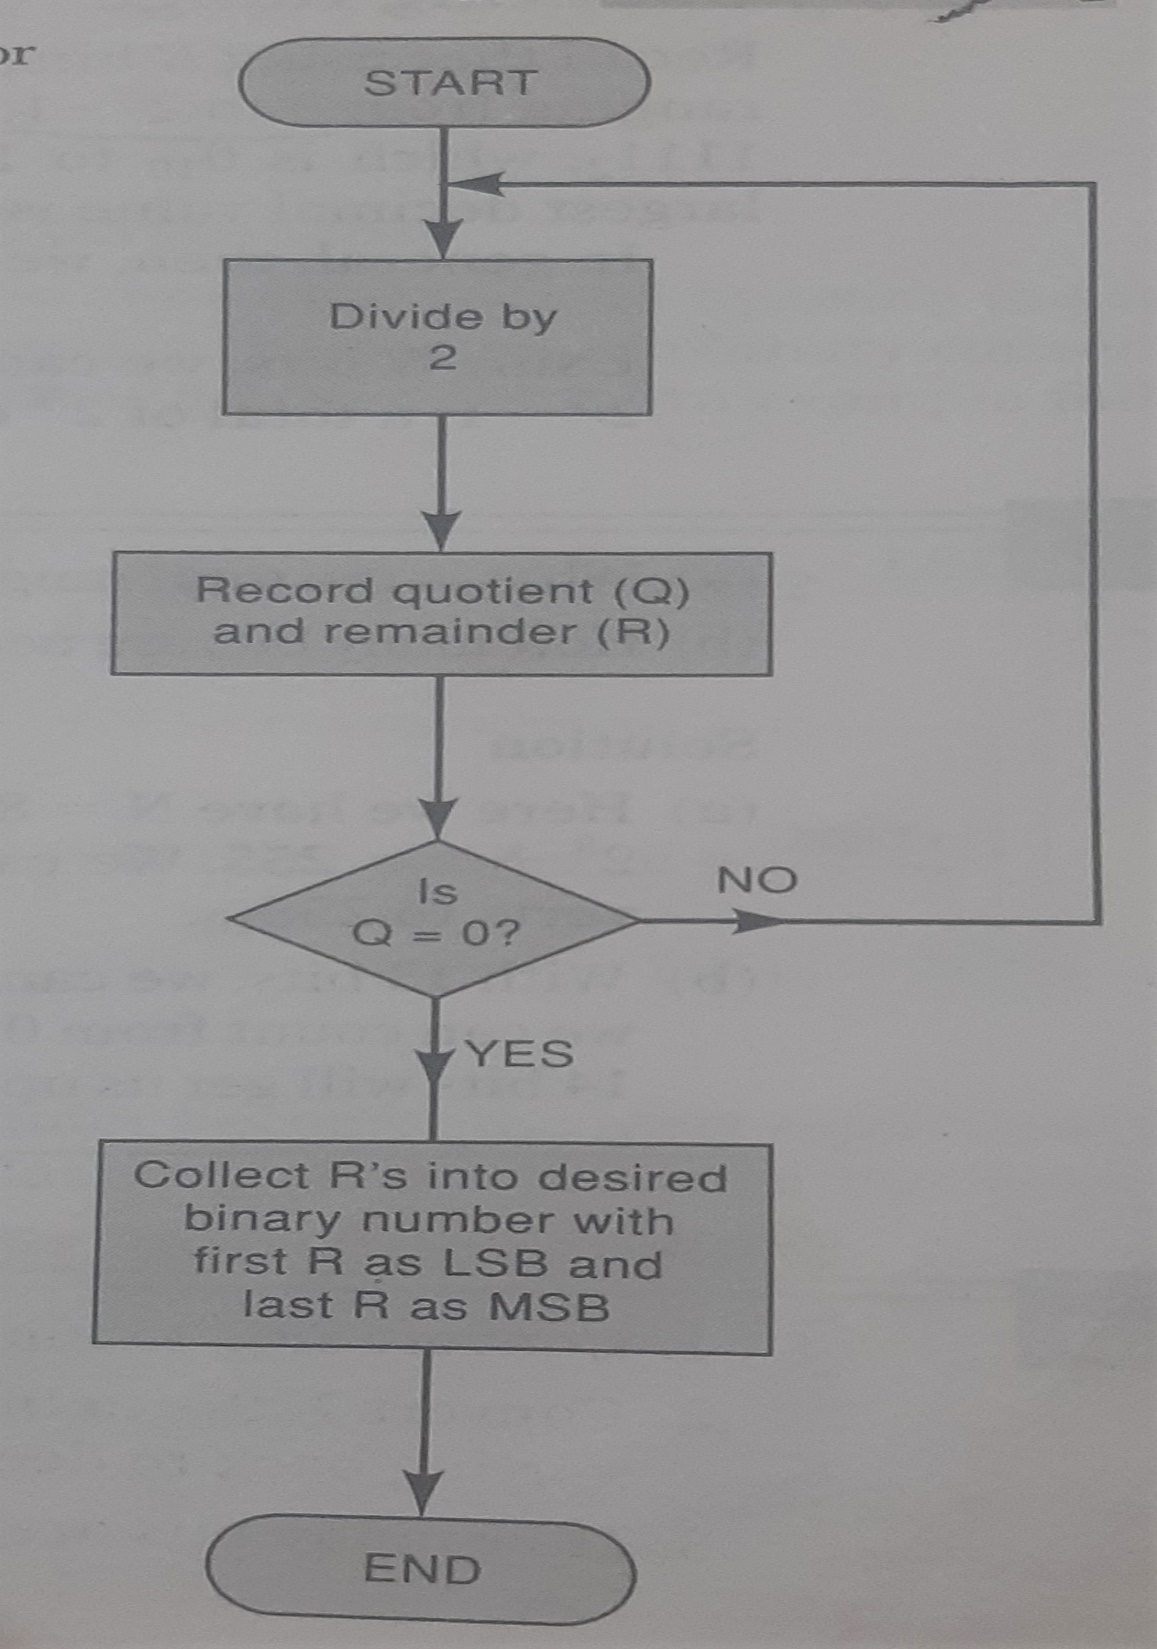 or
START
Divide by
2
Record quotient (Q)
and remainder (R)
Is
Q = 0?
NO
YES
Collect R's into desired
binary number with
first R as LSB and
last R as MSB
END